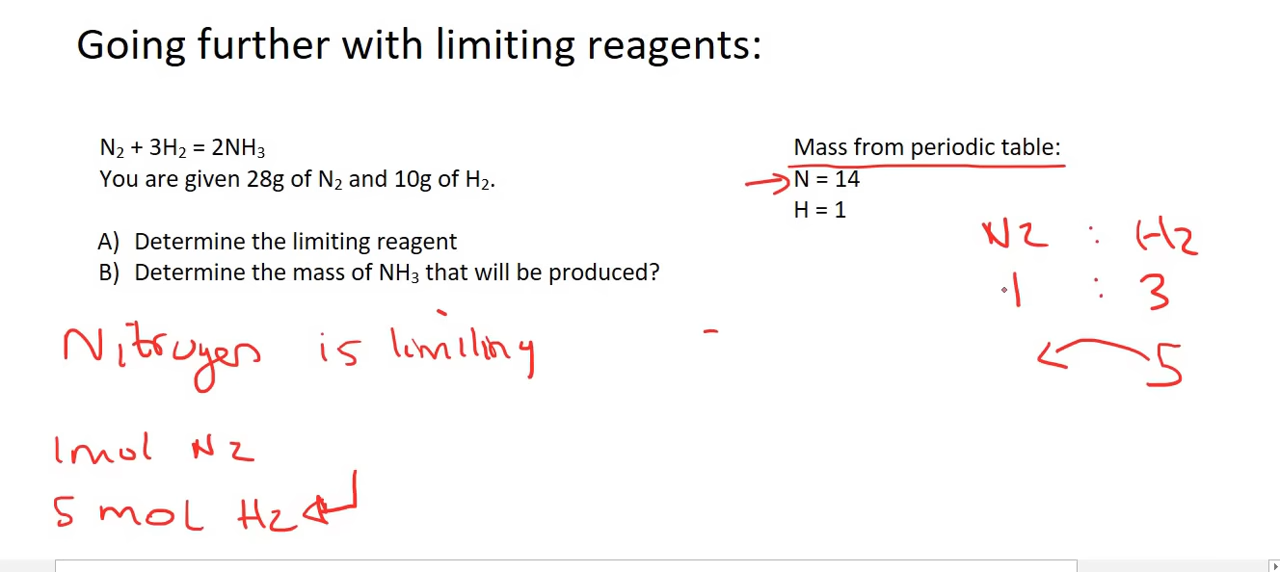 Going further with limiting reagents:
N₂ + 3H₂ = 2NH₃
You are given 28g of N₂ and 10g of H₂.
A) Determine the limiting reagent
B) Determine the mass of NH₃ that will be produced?
Mass from periodic table:
N = 14
H = 1
N2 : H2
1 : 3
5
Nitrogen is limiting
1mol N2
5 mol H2